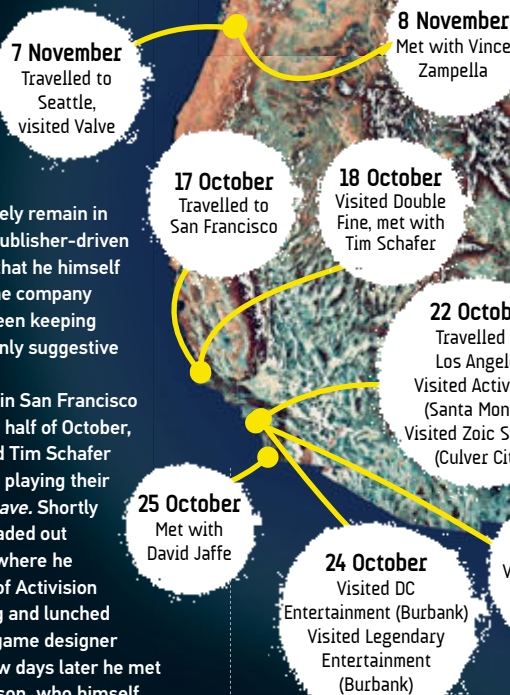 7 November
Travelled to
Seattle,
visited Valve
8 November
Met with Vince
Zampella
17 October
Travelled to
San Francisco
18 October
Visited Double
Fine, met with
Tim Schafer
22 Octob
Travelled
Los Angel
Visited Activ
(Santa Mon
Visited Zoic S
(Culver Cit
25 October
Met with
David Jaffe
24 October
Visited DC
Entertainment (Burbank)
Visited Legendary
Entertainment
(Burbank)
V
ely remain in
ublisher-driven
hat he himself
e company
een keeping
nly suggestive
in San Francisco
half of October,
d Tim Schafer
playing their
ave. Shortly
aded out
where he
of Activision
g and lunched
game designer
w days later he met
son, who himself